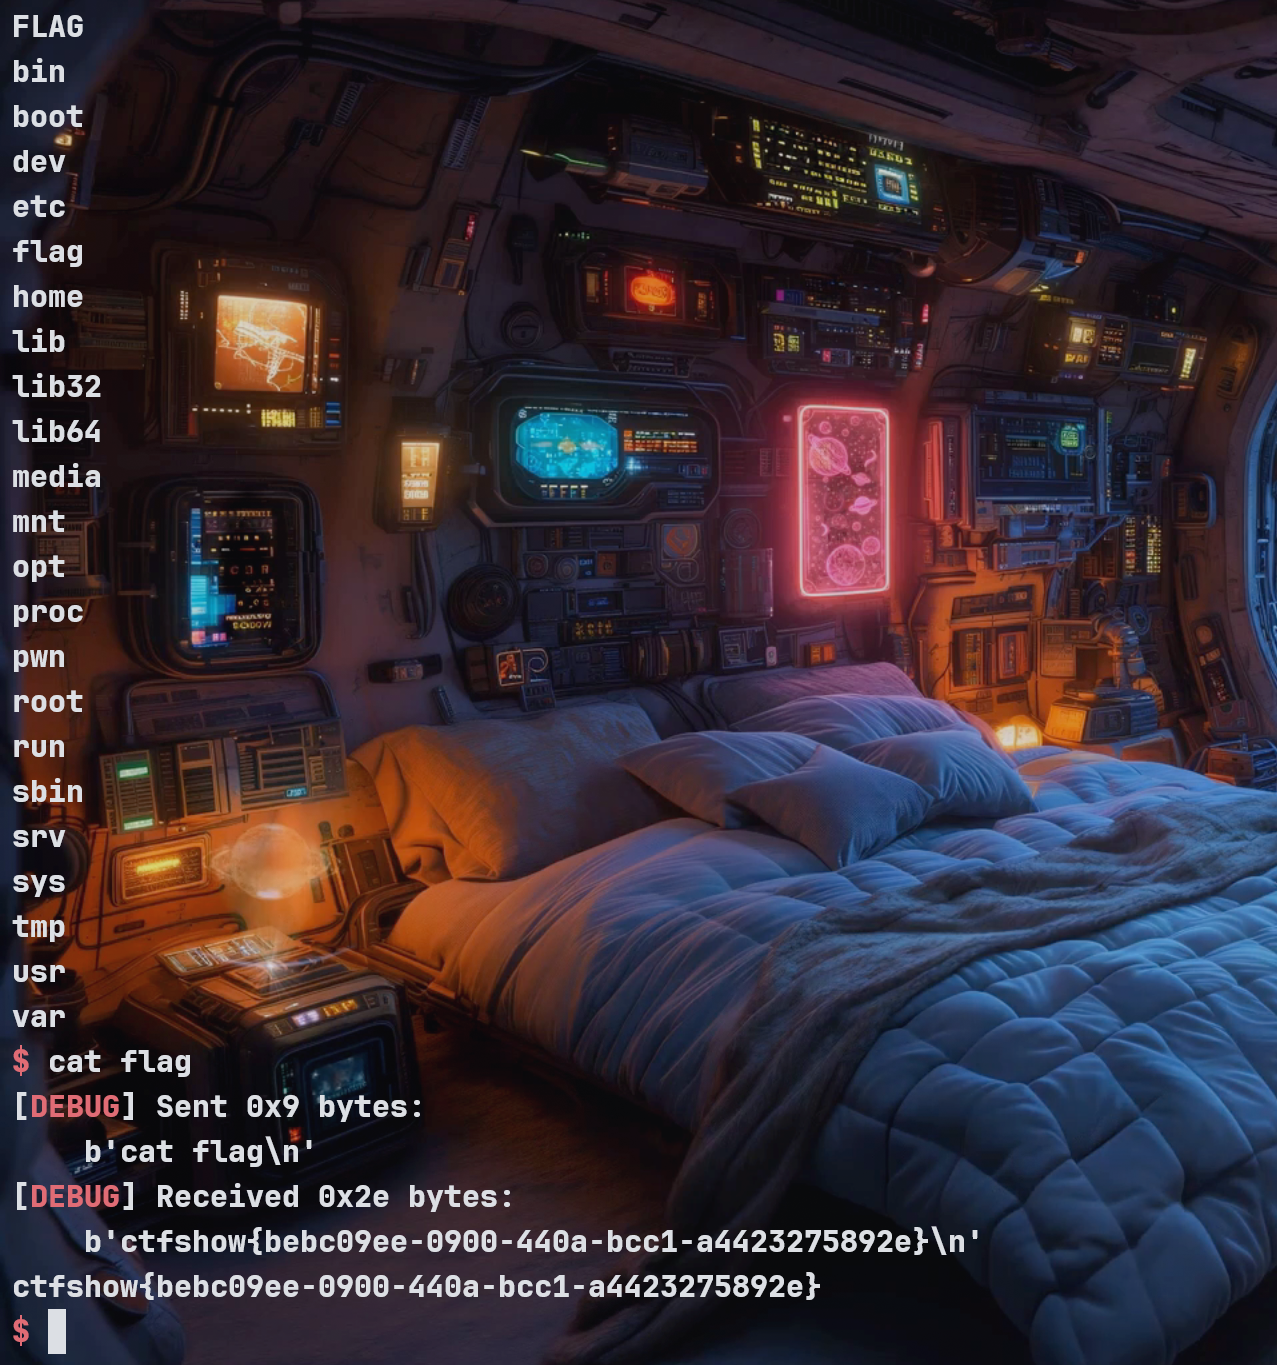 FLAG
bin
boot
dev
etc
flag
home
lib
lib32
lib64
media
mnt
opt
proc
pwn
root
run
sbin
srv
sys
tmp
usr
var
$ cat flag
[DEBUG] Sent 0x9 bytes:
    b'cat flag\n'
[DEBUG] Received 0x2e bytes:
    b'ctfshow{bebc09ee-0900-440a-bcc1-a4423275892e}\n'
ctfshow{bebc09ee-0900-440a-bcc1-a4423275892e}
$